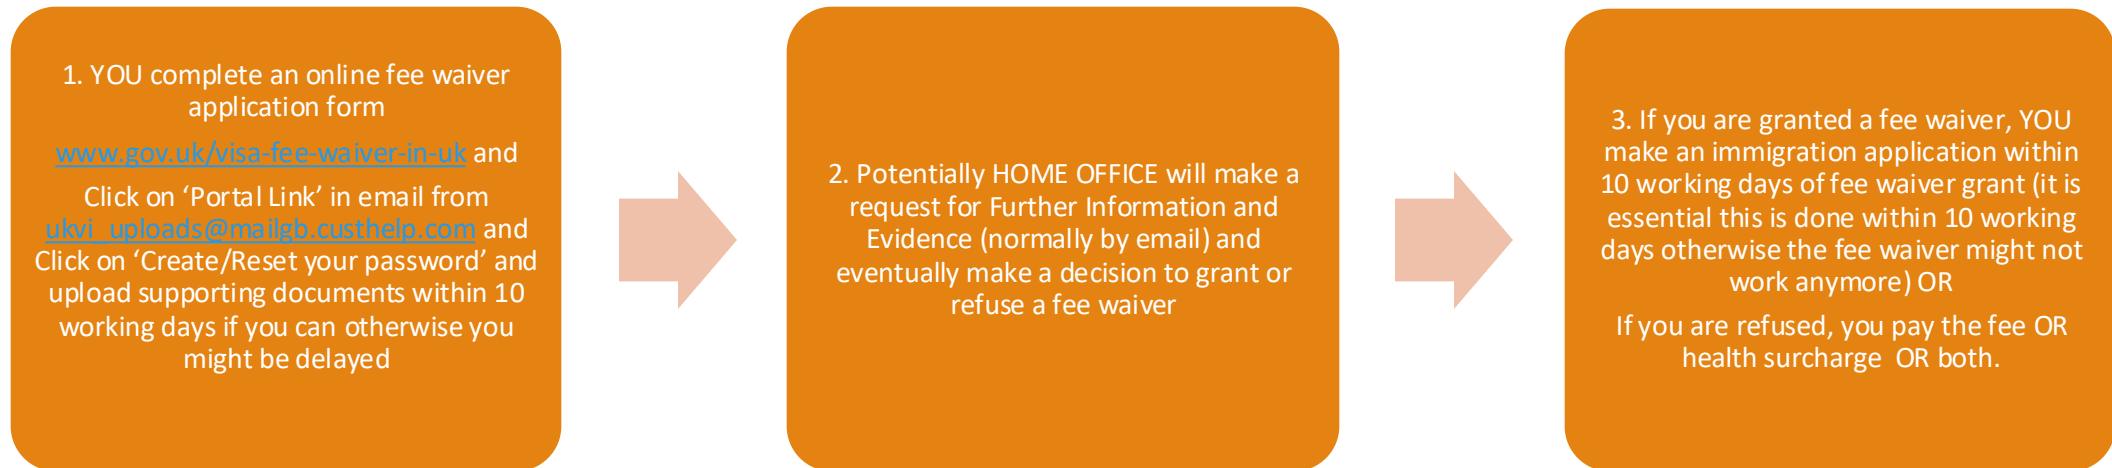 1. YOU complete an online fee waiver
application form
www.gov.uk/visa-fee-waiver-in-uk and
Click on ‘Portal Link’ in email from
ukvi_uploads@mailgb.custhelp.com and
Click on ‘Create/Reset your password’ and
upload supporting documents within 10
working days if you can otherwise you
might be delayed
2. Potentially HOME OFFICE will make a
request for Further Information and
Evidence (normally by email) and
eventually make a decision to grant or
refuse a fee waiver
3. If you are granted a fee waiver, YOU
make an immigration application within
10 working days of fee waiver grant (it is
essential this is done within 10 working
days otherwise the fee waiver might not
work anymore) OR
If you are refused, you pay the fee OR
health surcharge OR both.